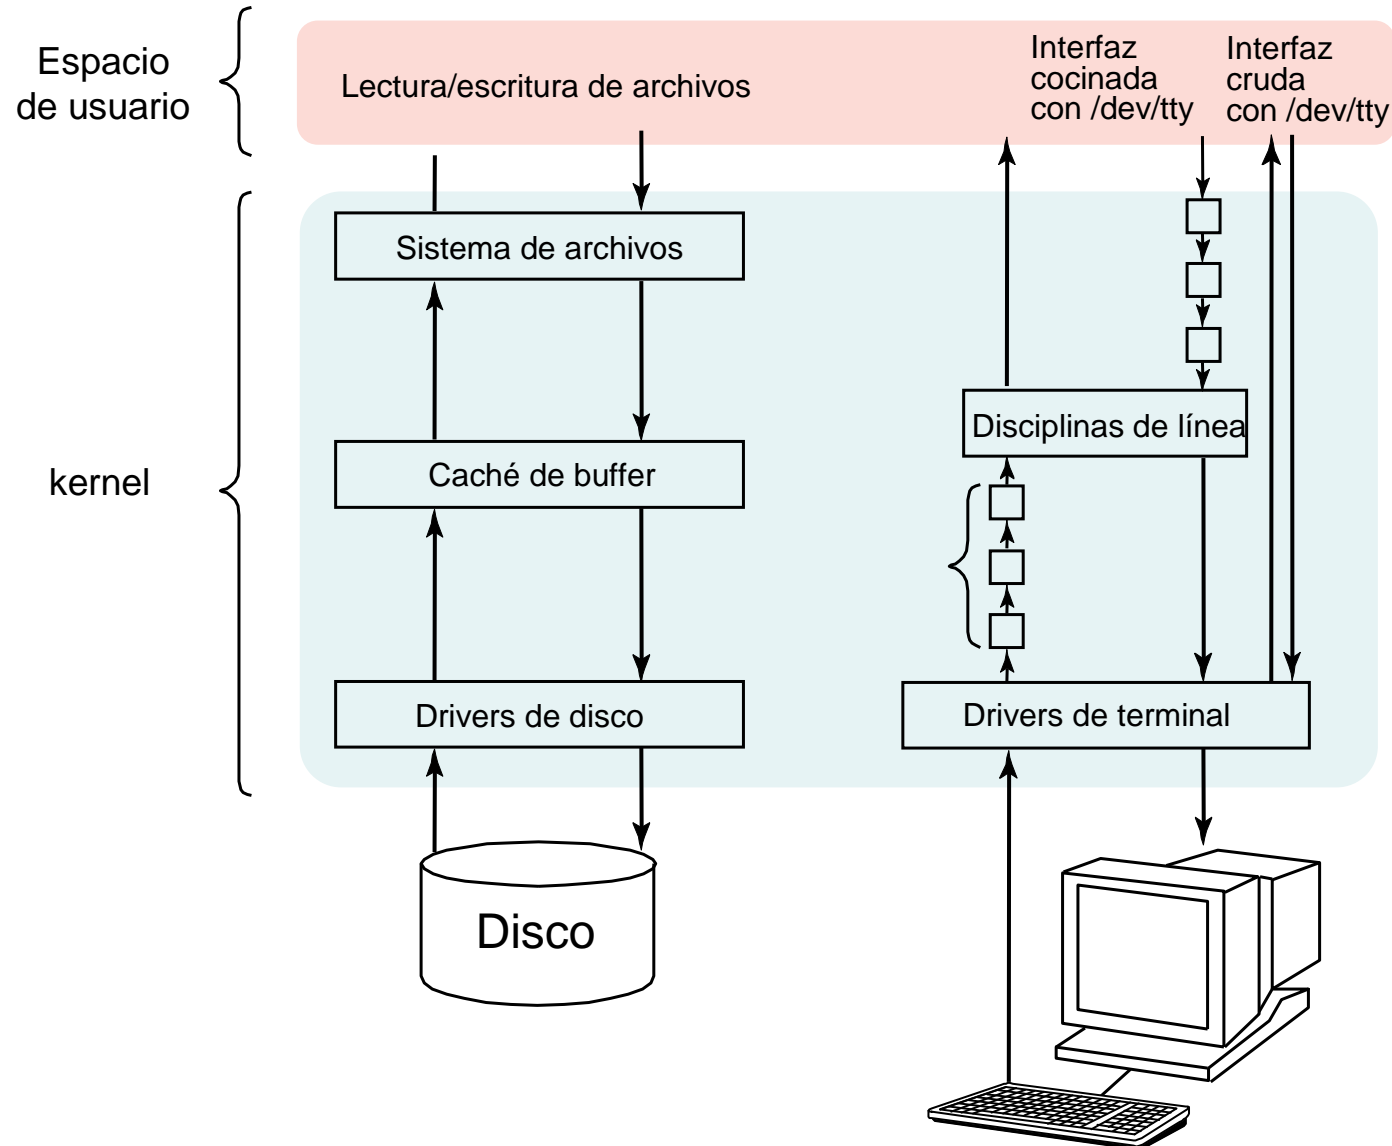 Espacio
de usuario
Lectura/escritura de archivos
Interfaz
cocinada
con /dev/tty
Interfaz
cruda
con /dev/tty
kernel
Sistema de archivos
Caché de buffer
Drivers de disco
Disciplinas de línea
Drivers de terminal
Disco